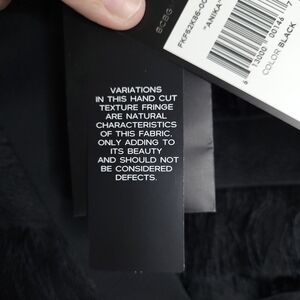 BCBG
"ANIKA"
COLOR BLACK
VARIATIONS
IN THIS HAND CUT
TEXTURE FRINGE
ARE NATURAL
CHARACTERISTICS
OF THIS FABRIC,
ONLY ADDING TO
ITS BEAUTY
AND SHOULD NOT
BE CONSIDERED
DEFECTS.